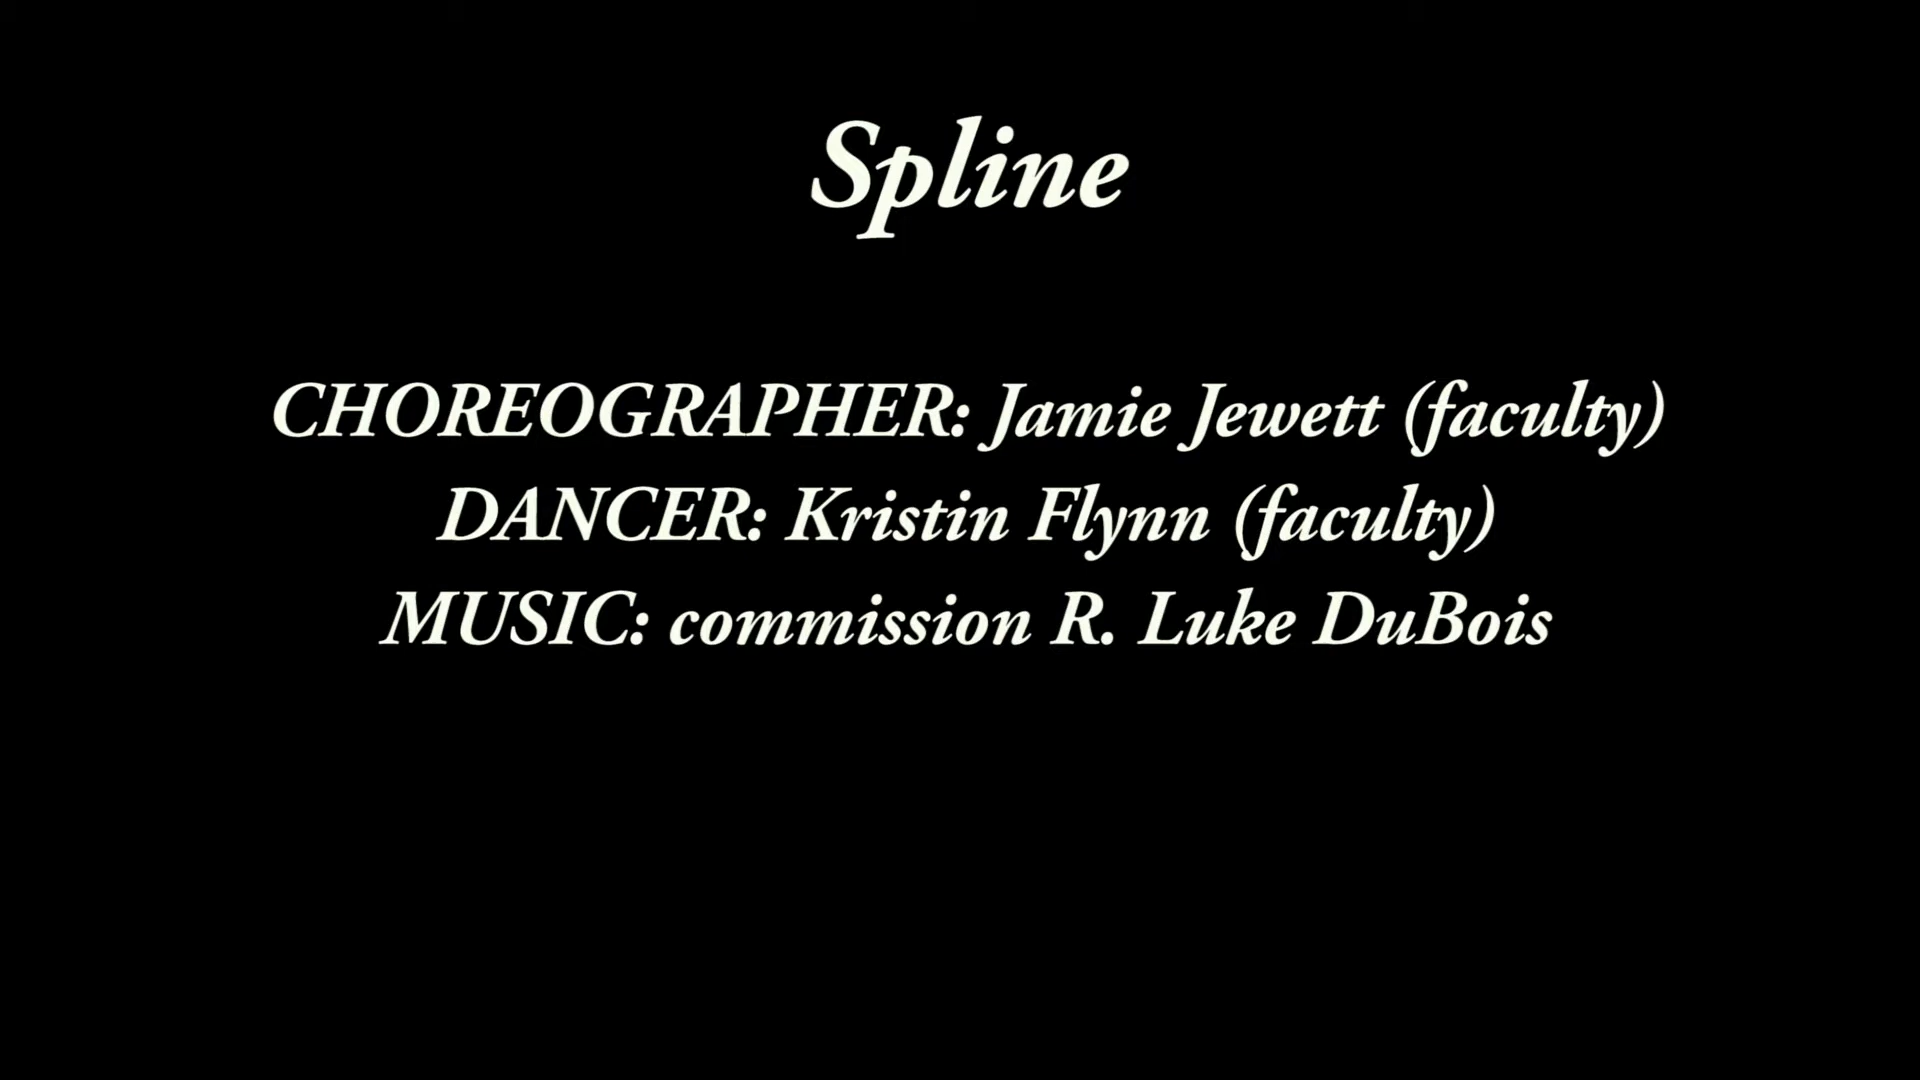 Spline
CHOREOGRAPHER: Jamie Jewett (faculty)
DANCER: Kristin Flynn (faculty)
MUSIC: commission R. Luke DuBois